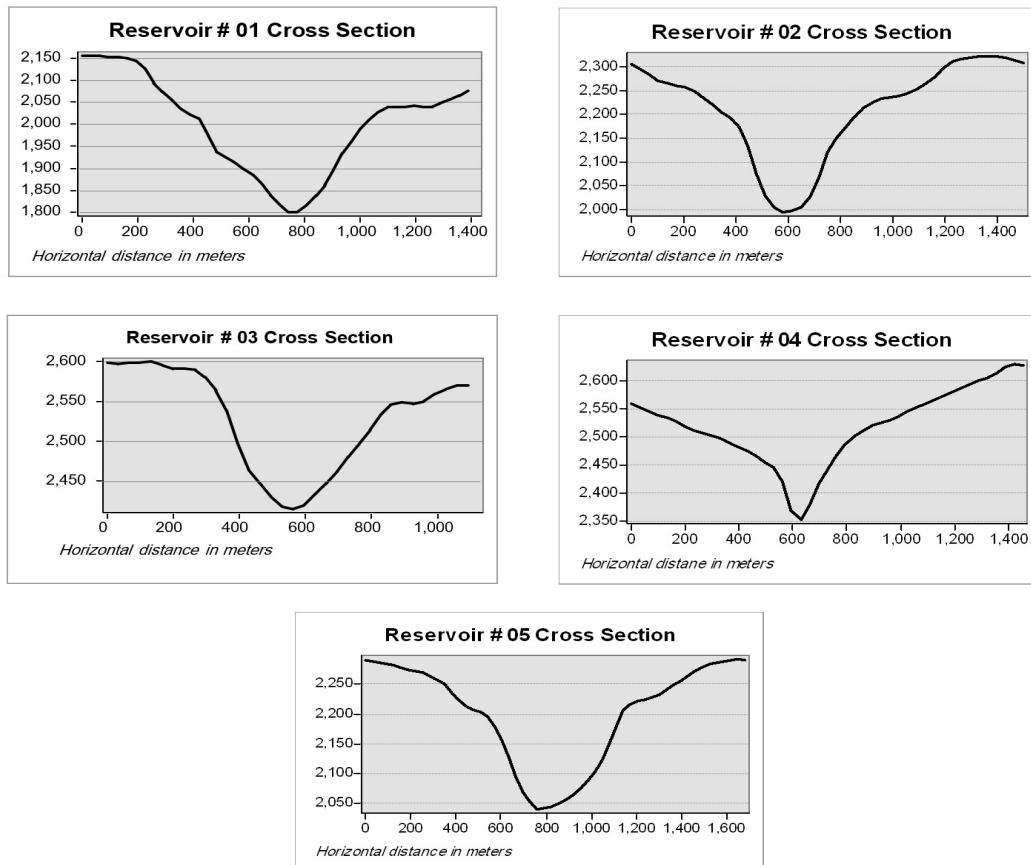 Reservoir # 01 Cross Section
2,150
2,100
2,050
2,000
1,950
1,900
1,850
1,800
0 200 400 600 800 1,000 1,200 1,400
Horizontal distance in meters
Reservoir # 02 Cross Section
2,300
2,250
2,200
2,150
2,100
2,050
2,000
0 200 400 600 800 1,000 1,200 1,400
Horizontal distance in meters
Reservoir # 03 Cross Section
2,600
2,550
2,500
2,450
0 200 400 600 800 1,000
Horizontal distance in meters
Reservoir # 04 Cross Section
2,600
2,550
2,500
2,450
2,400
2,350
0 200 400 600 800 1,000 1,200 1,400
Horizontal distane in meters
Reservoir # 05 Cross Section
2,250
2,200
2,150
2,100
2,050
0 200 400 600 800 1,000 1,200 1,400 1,600
Horizontal distance in meters